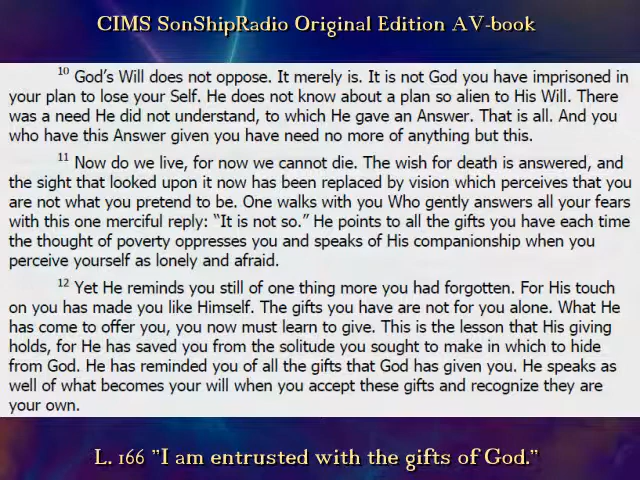 CIMS SonShipRadio Original Edition AV-book
10 God's Will does not oppose. It merely is. It is not God you have imprisoned in
your plan to lose your Self. He does not know about a plan so alien to His Will. There
was a need He did not understand, to which He gave an Answer. That is all. And you
who have this Answer given you have need no more of anything but this.
11 Now do we live, for now we cannot die. The wish for death is answered, and
the sight that looked upon it now has been replaced by vision which perceives that you
are not what you pretend to be. One walks with you Who gently answers all your fears
with this one merciful reply: "It is not so." He points to all the gifts you have each time
the thought of poverty oppresses you and speaks of His companionship when you
perceive yourself as lonely and afraid.
12 Yet He reminds you still of one thing more you had forgotten. For His touch
on you has made you like Himself. The gifts you have are not for you alone. What He
has come to offer you, you now must learn to give. This is the lesson that His giving
holds, for He has saved you from the solitude you sought to make in which to hide
from God. He has reminded you of all the gifts that God has given you. He speaks as
well of what becomes your will when you accept these gifts and recognize they are
your own.
L. 166 "I am entrusted with the gifts of God."